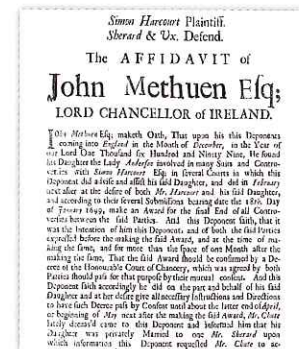 Simon Harcourt Plaintiff.
Sherard & Ux. Defend.
The AFFIDAVIT of
John Methuen Esq;
LORD CHANCELLOR of IRELAND.
John Methuen Esq; maketh Oath, That upon his this Deponents
coming into England in the Month of December, in the Year of
our Lord One Thousand six Hundred and Ninety Nine, He found
his Daughter the Lady involved in many Suits and Contro-
versies with Simon Harcourt Esq; in several Courts in which this
Deponent did advise and assist his said Daughter, and did in February
next after at the desire of both Mr. Harcourt and his said Daughter,
and according to their several Submissions bearing date the 18th. Day
of 1699, make an Award for the final End of all Contro-
versies between the said Parties. And this Deponent saith, that it
was the Intention of him this Deponent, and of both the said Parties
expressed before the making the said Award, and at the time of ma-
king the same, and for more than the space of one Month after the
making the same, That the said Award should be confirmed by a De-
cree of the Honourable Court of Chancery, which was agreed by both
Parties should pass for that purpose by their mutual consent. And this
Deponent saith accordingly he did on the part and behalf of his said
Daughter and at her desire give all necessary Instructions and Directions
to have such Decree pass by Consent until about the latter end of April,
or beginning of May next after the making the said Award, Mr. Chute
lately deceas'd came to this Deponent and informed him that his
Daughter was privately Married to one Mr. Sherard upon
which information this Deponent requested Mr. Chute to ac-